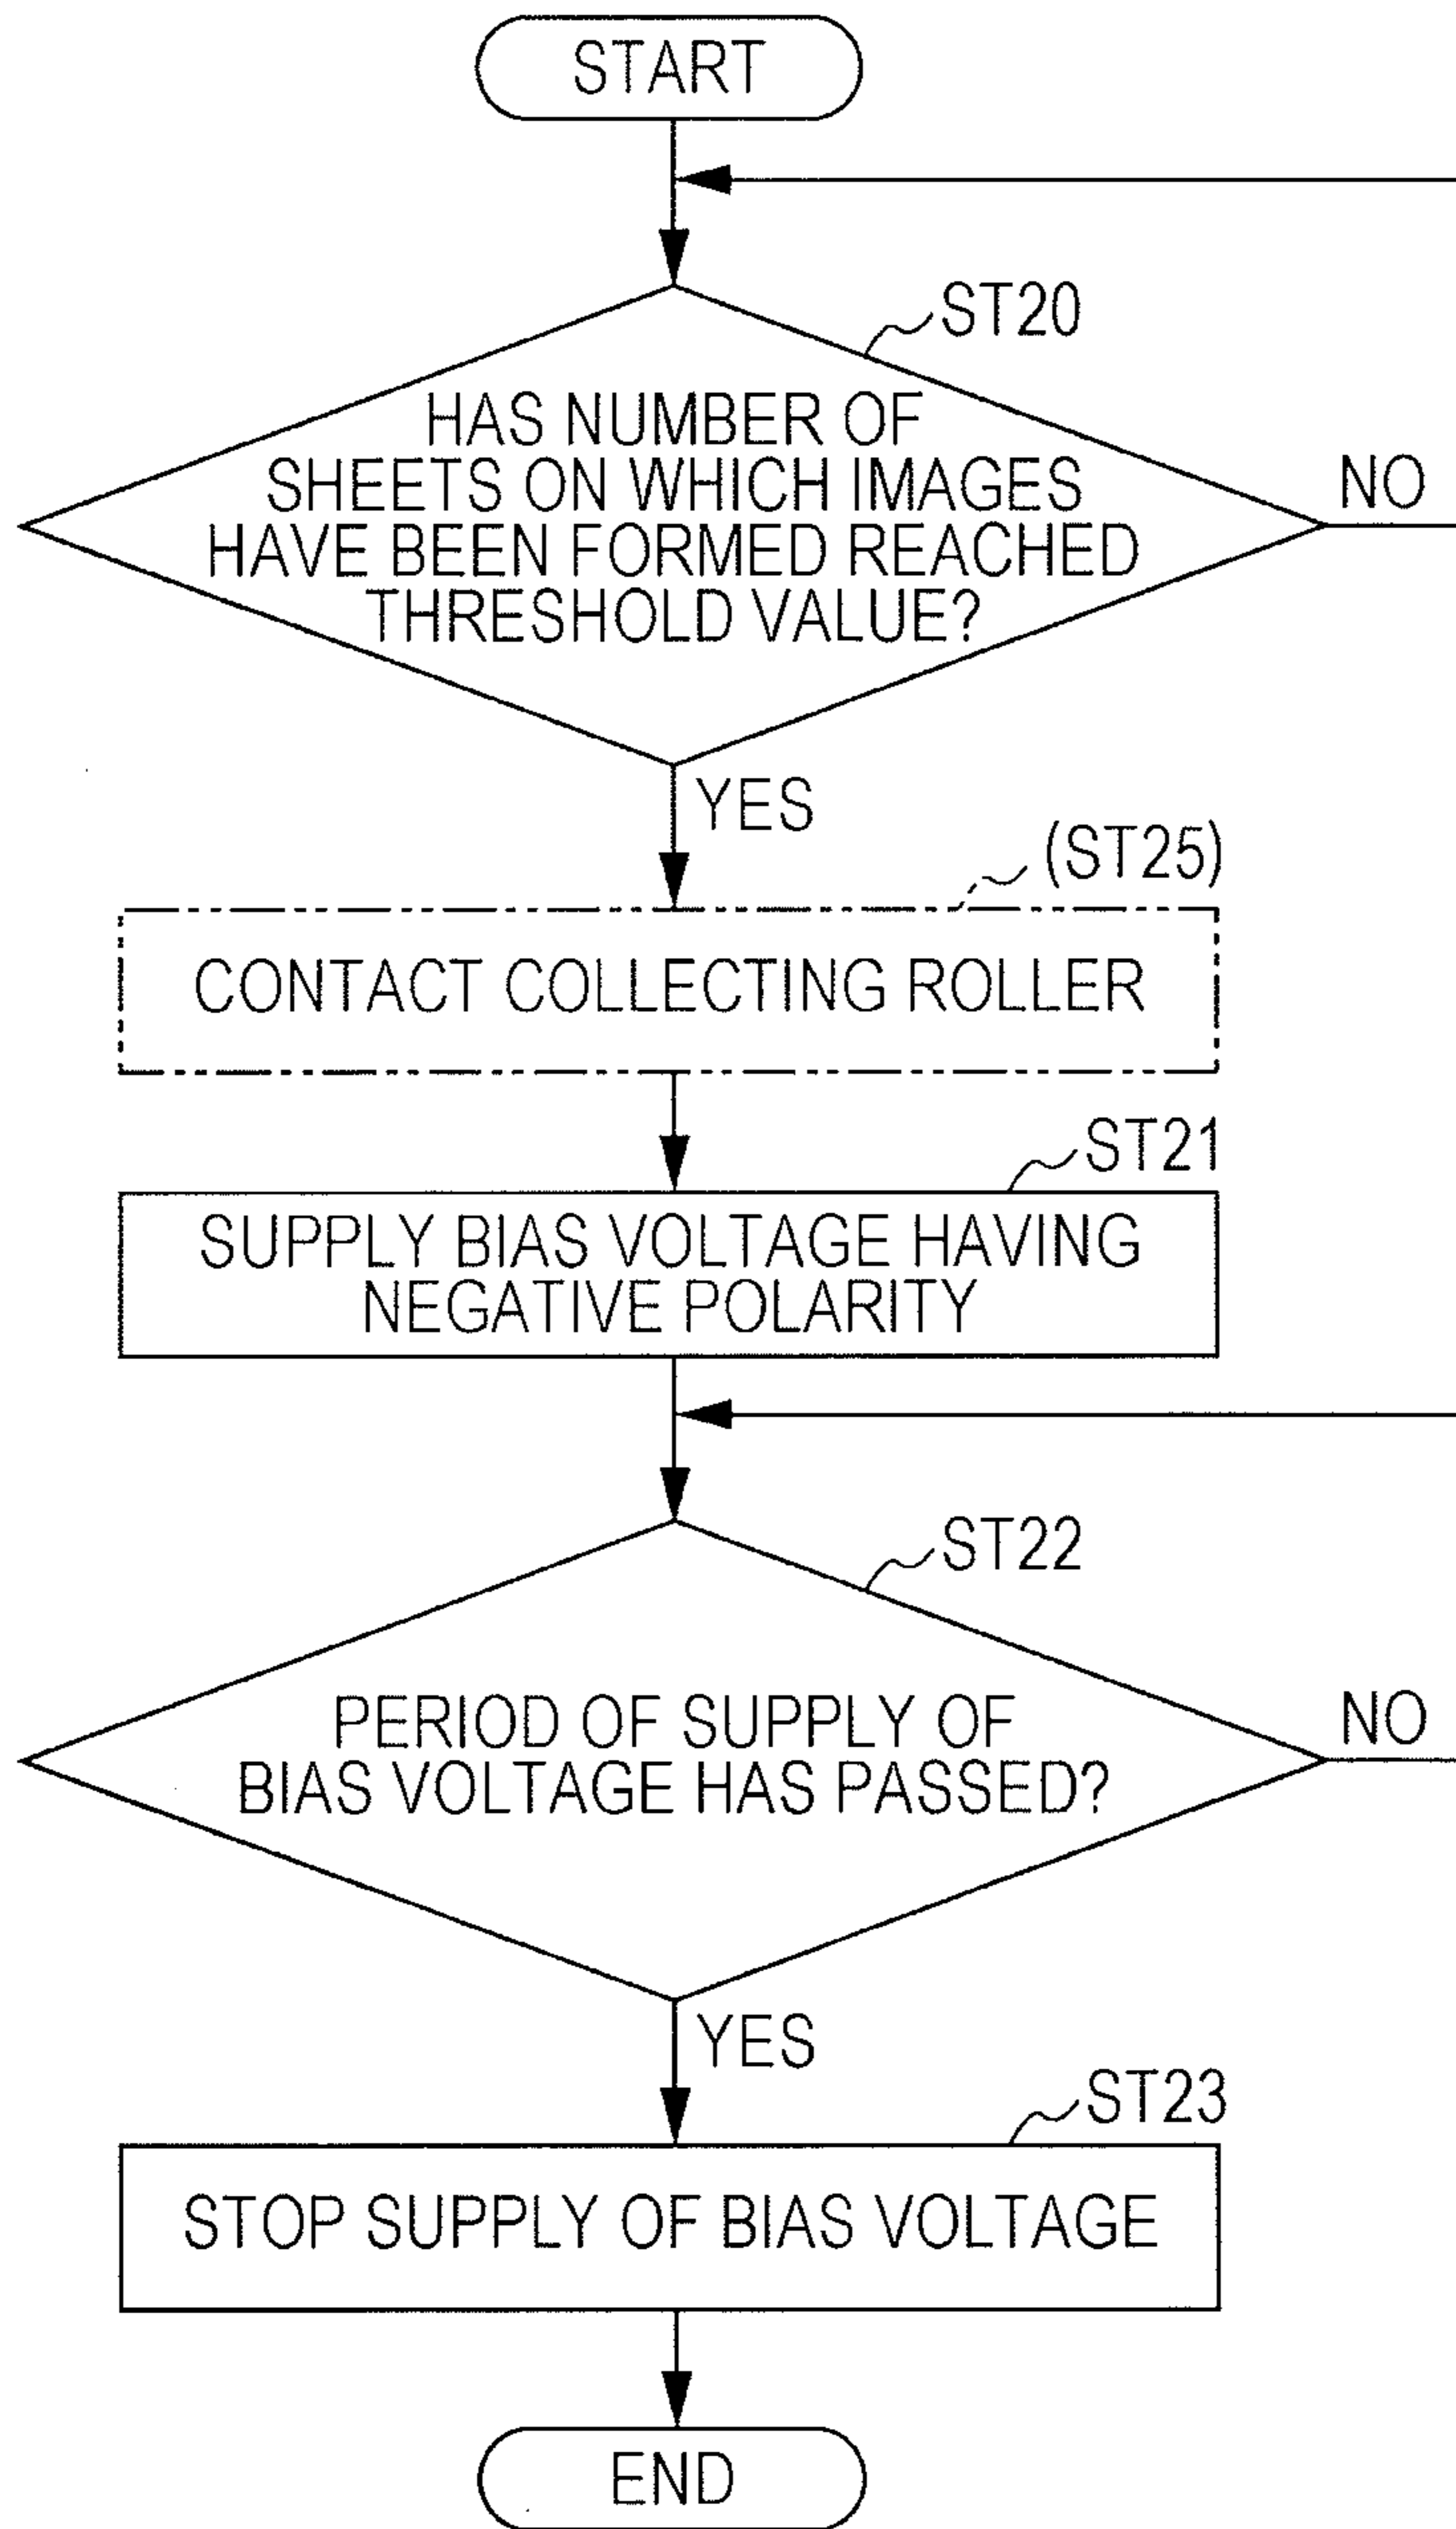 START
ST20
HAS NUMBER OF
SHEETS ON WHICH IMAGES
HAVE BEEN FORMED REACHED
THRESHOLD VALUE?
NO
YES
(ST25)
CONTACT COLLECTING ROLLER
ST21
SUPPLY BIAS VOLTAGE HAVING
NEGATIVE POLARITY
ST22
PERIOD OF SUPPLY OF
BIAS VOLTAGE HAS PASSED?
NO
YES
ST23
STOP SUPPLY OF BIAS VOLTAGE
END